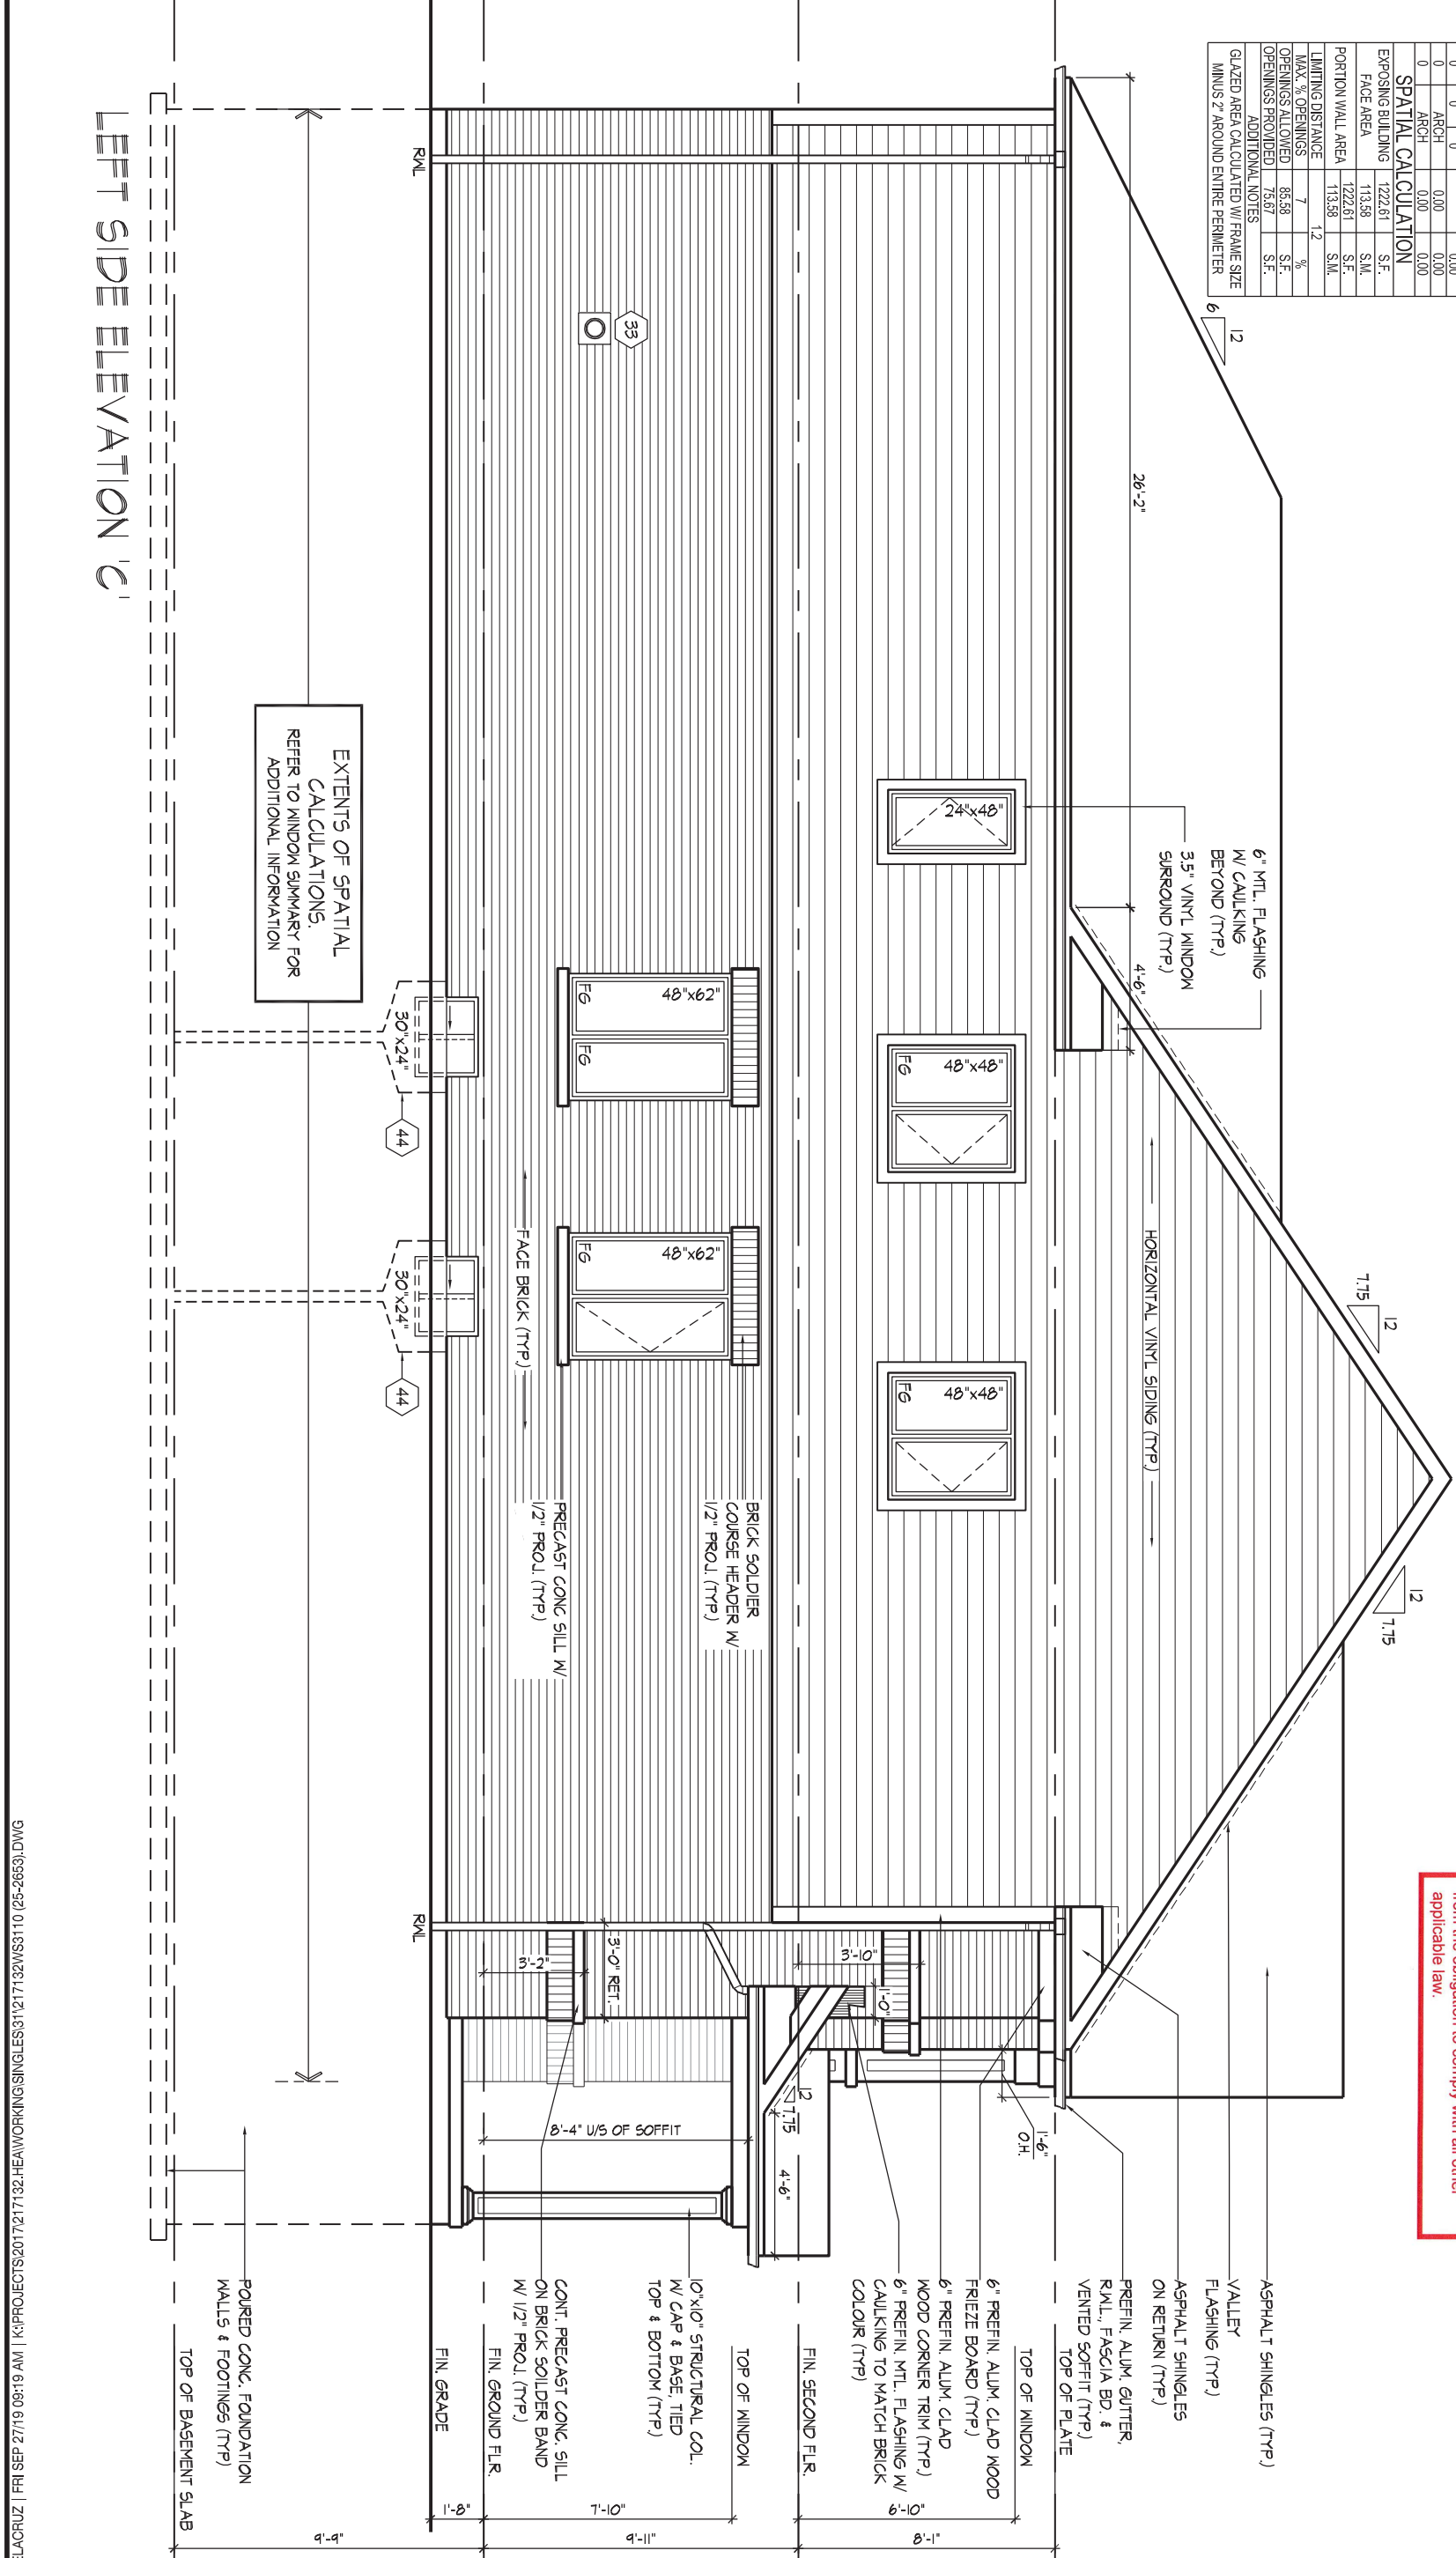 0 0 0 0.00
0 ARCH 0.00 0.00
0 ARCH 0.00 0.00
SPATIAL CALCULATION
EXPOSING BUILDING 1222.61 S.F.
FACE AREA 113.58 S.M.
PORTION WALL AREA 1222.61 S.F.
113.58 S.M.
LIMITING DISTANCE 1.2
MAX. % OPENINGS 7 %
OPENINGS ALLOWED 85.58 S.F.
OPENINGS PROVIDED 75.67 S.F.
ADDITIONAL NOTES
GLAZED AREA CALCULATED W/ FRAME SIZE
MINUS 2" AROUND ENTIRE PERIMETER
applicable law.
12
6
26'-2"
4'-6"
6" MTL. FLASHING
W/ CAULKING
BEYOND (TYP.)
3.5" VINYL WINDOW
SURROUND (TYP.)
12
7.75
12
7.75
HORIZONTAL VINYL SIDING (TYP.)
24"x48"
48"x48"
FG
48"x48"
FG
33
48"x62"
FG
FG
48"x62"
FG
BRICK SOLDIER
COURSE HEADER W/
1/2" PROJ. (TYP.)
PRECAST CONC SILL W/
1/2" PROJ. (TYP.)
FACE BRICK (TYP.)
30"x24"
44
30"x24"
44
RWL
RWL
3'-10"
1'-0"
3'-0" RET.
3'-2"
12
7.75
1'-6"
O.H.
4'-6"
8'-4" U/S OF SOFFIT
ASPHALT SHINGLES (TYP.)
VALLEY
FLASHING (TYP.)
ASPHALT SHINGLES
ON RETURN (TYP.)
PREFIN. ALUM. GUTTER,
R.W.L., FASCIA BD. &
VENTED SOFFIT (TYP.)
TOP OF PLATE
TOP OF WINDOW
6" PREFIN. ALUM. CLAD WOOD
FRIEZE BOARD (TYP.)
6" PREFIN. ALUM. CLAD
WOOD CORNER TRIM (TYP.)
6" PREFIN. MTL. FLASHING W/
CAULKING TO MATCH BRICK
COLOUR (TYP)
FIN. SECOND FLR.
TOP OF WINDOW
10"x10" STRUCTURAL COL.
W/ CAP & BASE, TIED
TOP & BOTTOM (TYP.)
CONT. PRECAST CONC. SILL
ON BRICK SOILDER BAND
W/ 1/2" PROJ. (TYP.)
FIN. GROUND FLR.
FIN. GRADE
POURED CONC. FOUNDATION
WALLS & FOOTINGS (TYP)
TOP OF BASEMENT SLAB
6'-10"
8'-1"
7'-10"
9'-11"
1'-8"
9'-9"
EXTENTS OF SPATIAL
CALCULATIONS.
REFER TO WINDOW SUMMARY FOR
ADDITIONAL INFORMATION
LEFT SIDE ELEVATION 'C'
ELACRUZ | FRI SEP 27/19 09:19 AM | K:\PROJECTS\2017\217132.HEA\WORKING\SINGLES\31'\217132WS3110 (25-2653).DWG